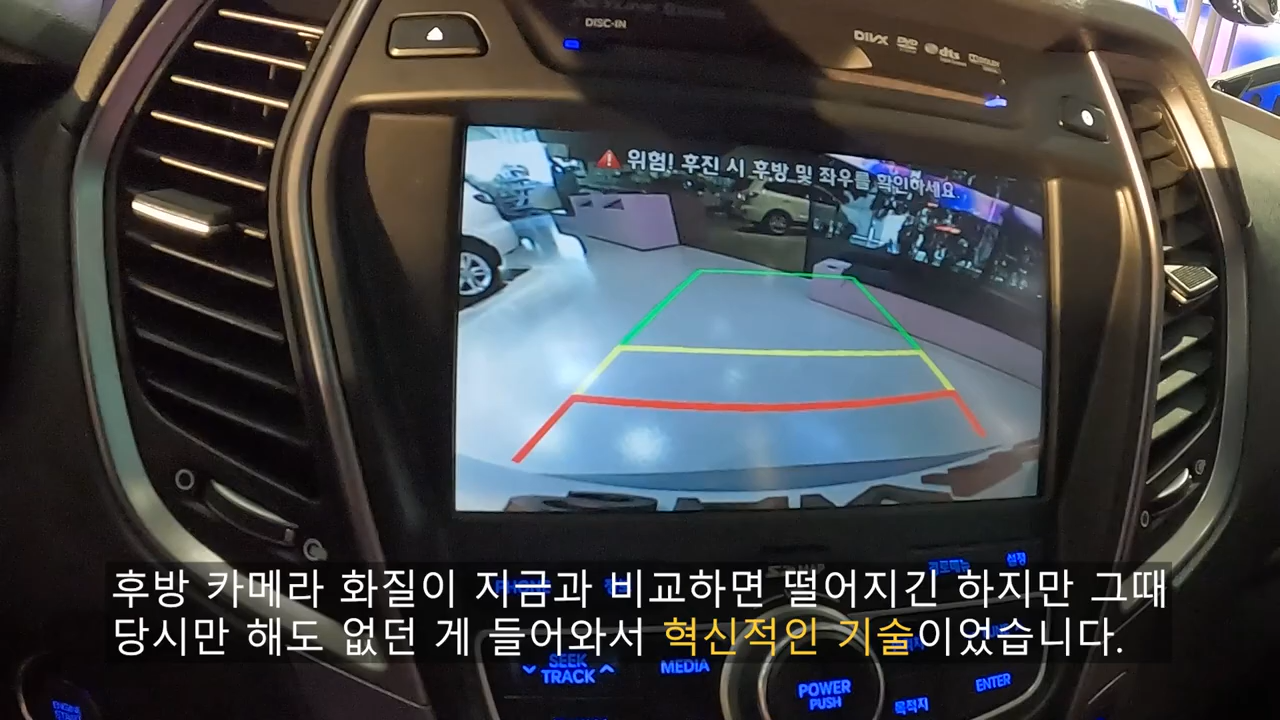 DISC-IN
DIVX DVD dts DOLBY
위험! 후진 시 후방 및 좌우를 확인하세요
설정
후방 카메라 화질이 지금과 비교하면 떨어지긴 하지만 그때
당시만 해도 없던 게 들어와서 혁신적인 기술이었습니다.
SEEK
TRACK
MEDIA
POWER
PUSH
ENTER
목적지